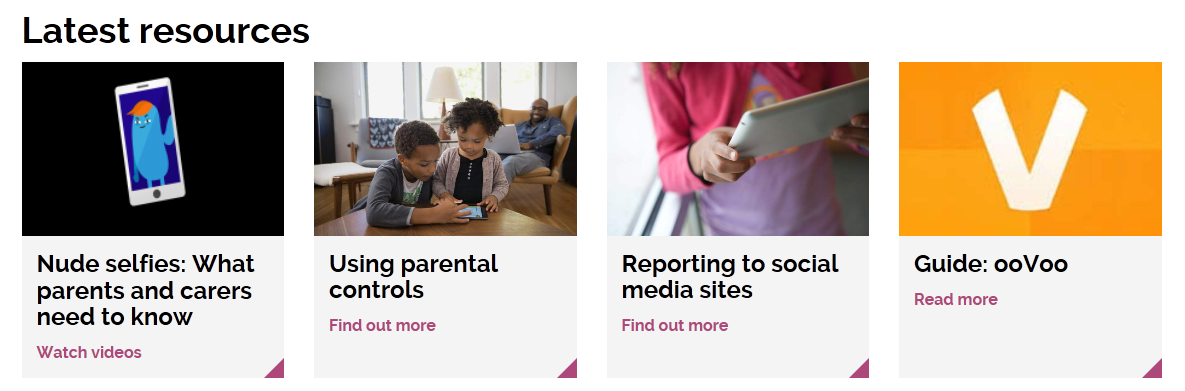 Latest resources
Nude selfies: What
parents and carers
need to know
Watch videos
Using parental
controls
Find out more
Reporting to social
media sites
Find out more
V
Guide: ooVoo
Read more